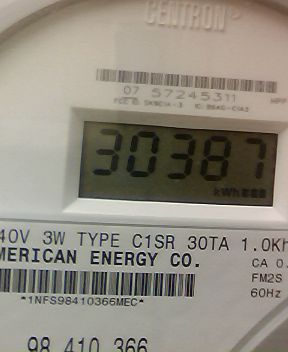 CENTRON®
07 57245311 HPP
30387
kWh
40V 3W TYPE C1SR 30TA 1.0Kh
MERICAN ENERGY CO.
CA 0.
FM2S
60Hz
*1NFS98410366MEC*
98 410 366